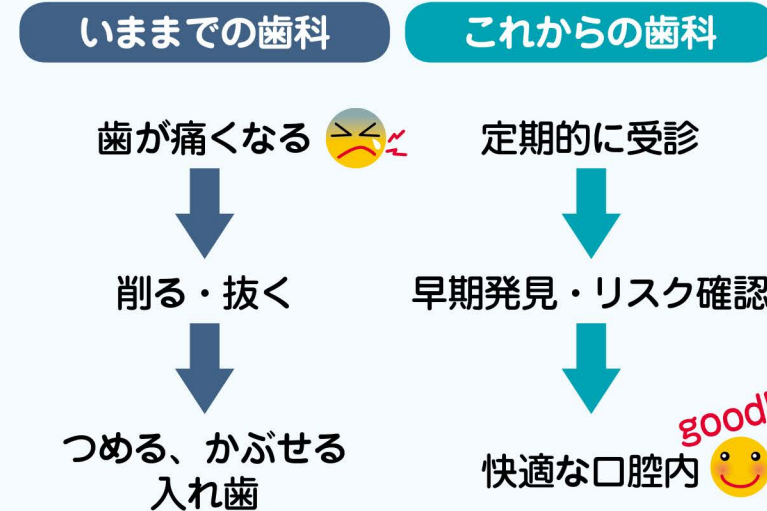 いままでの歯科
歯が痛くなる
削る・抜く
つめる、かぶせる
入れ歯
これからの歯科
定期的に受診
早期発見・リスク確認
快適な口腔内
good!